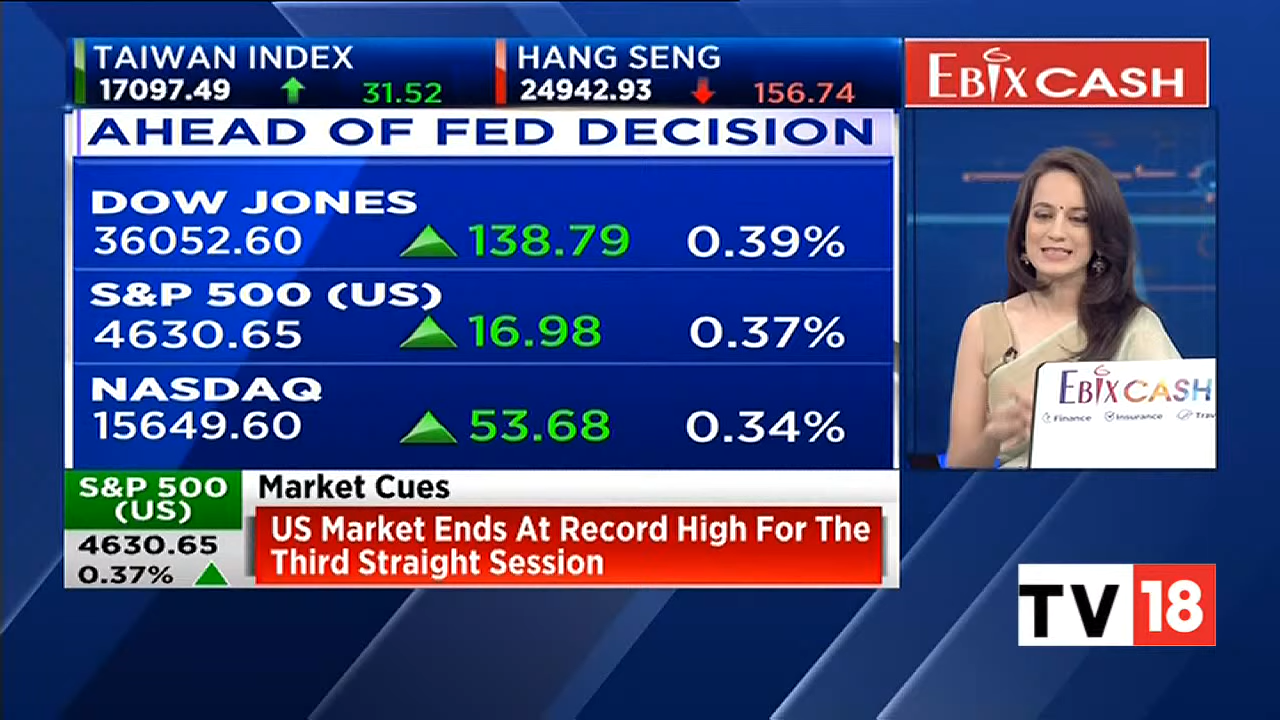 TAIWAN INDEX
17097.49 31.52
HANG SENG
24942.93 156.74
EBIXCASH
AHEAD OF FED DECISION
DOW JONES
36052.60 138.79 0.39%
S&P 500 (US)
4630.65 16.98 0.37%
NASDAQ
15649.60 53.68 0.34%
EBIXCASH
Finance Insurance Trav
S&P 500
(US)
4630.65
0.37%
Market Cues
US Market Ends At Record High For The
Third Straight Session
TV18